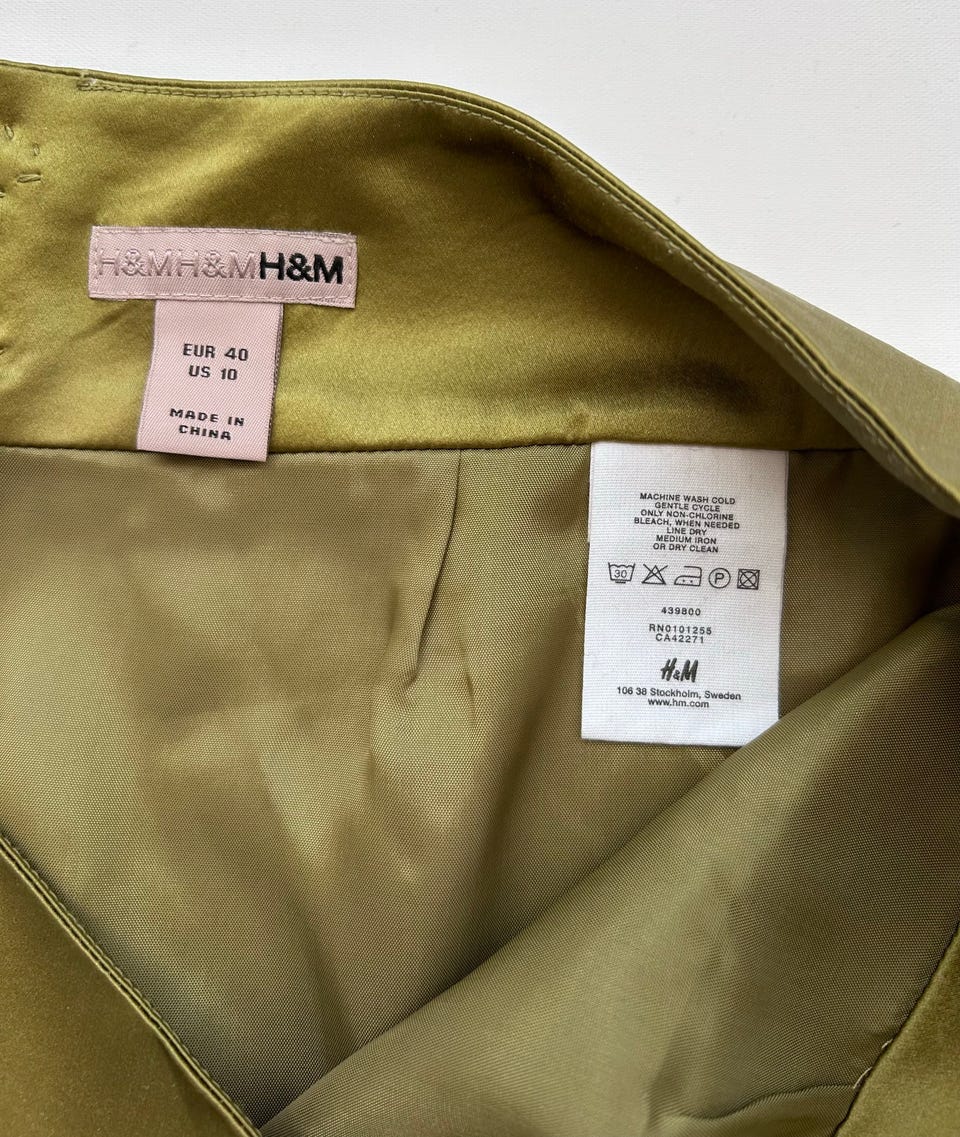 H&MH&MH&M
EUR 40
US 10
MADE IN
CHINA
MACHINE WASH COLD
GENTLE CYCLE
ONLY NON-CHLORINE
BLEACH, WHEN NEEDED
LINE DRY
MEDIUM IRON
OR DRY CLEAN
30 P
439800
RN0101255
CA42271
H&M
106 38 Stockholm, Sweden
www.hm.com